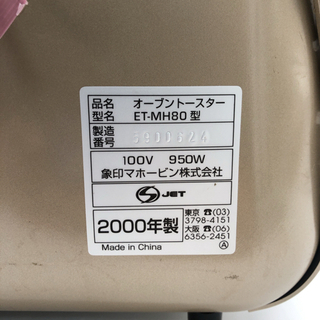 品名 オーブントースター
型名 ET-MH80 型
製造
番号
100V 950W
象印マホービン株式会社
S JET
2000年製
東京 ☎(03)
3798-4151
大阪 ☎(06)
6356-2451
Made in China
Ⓐ